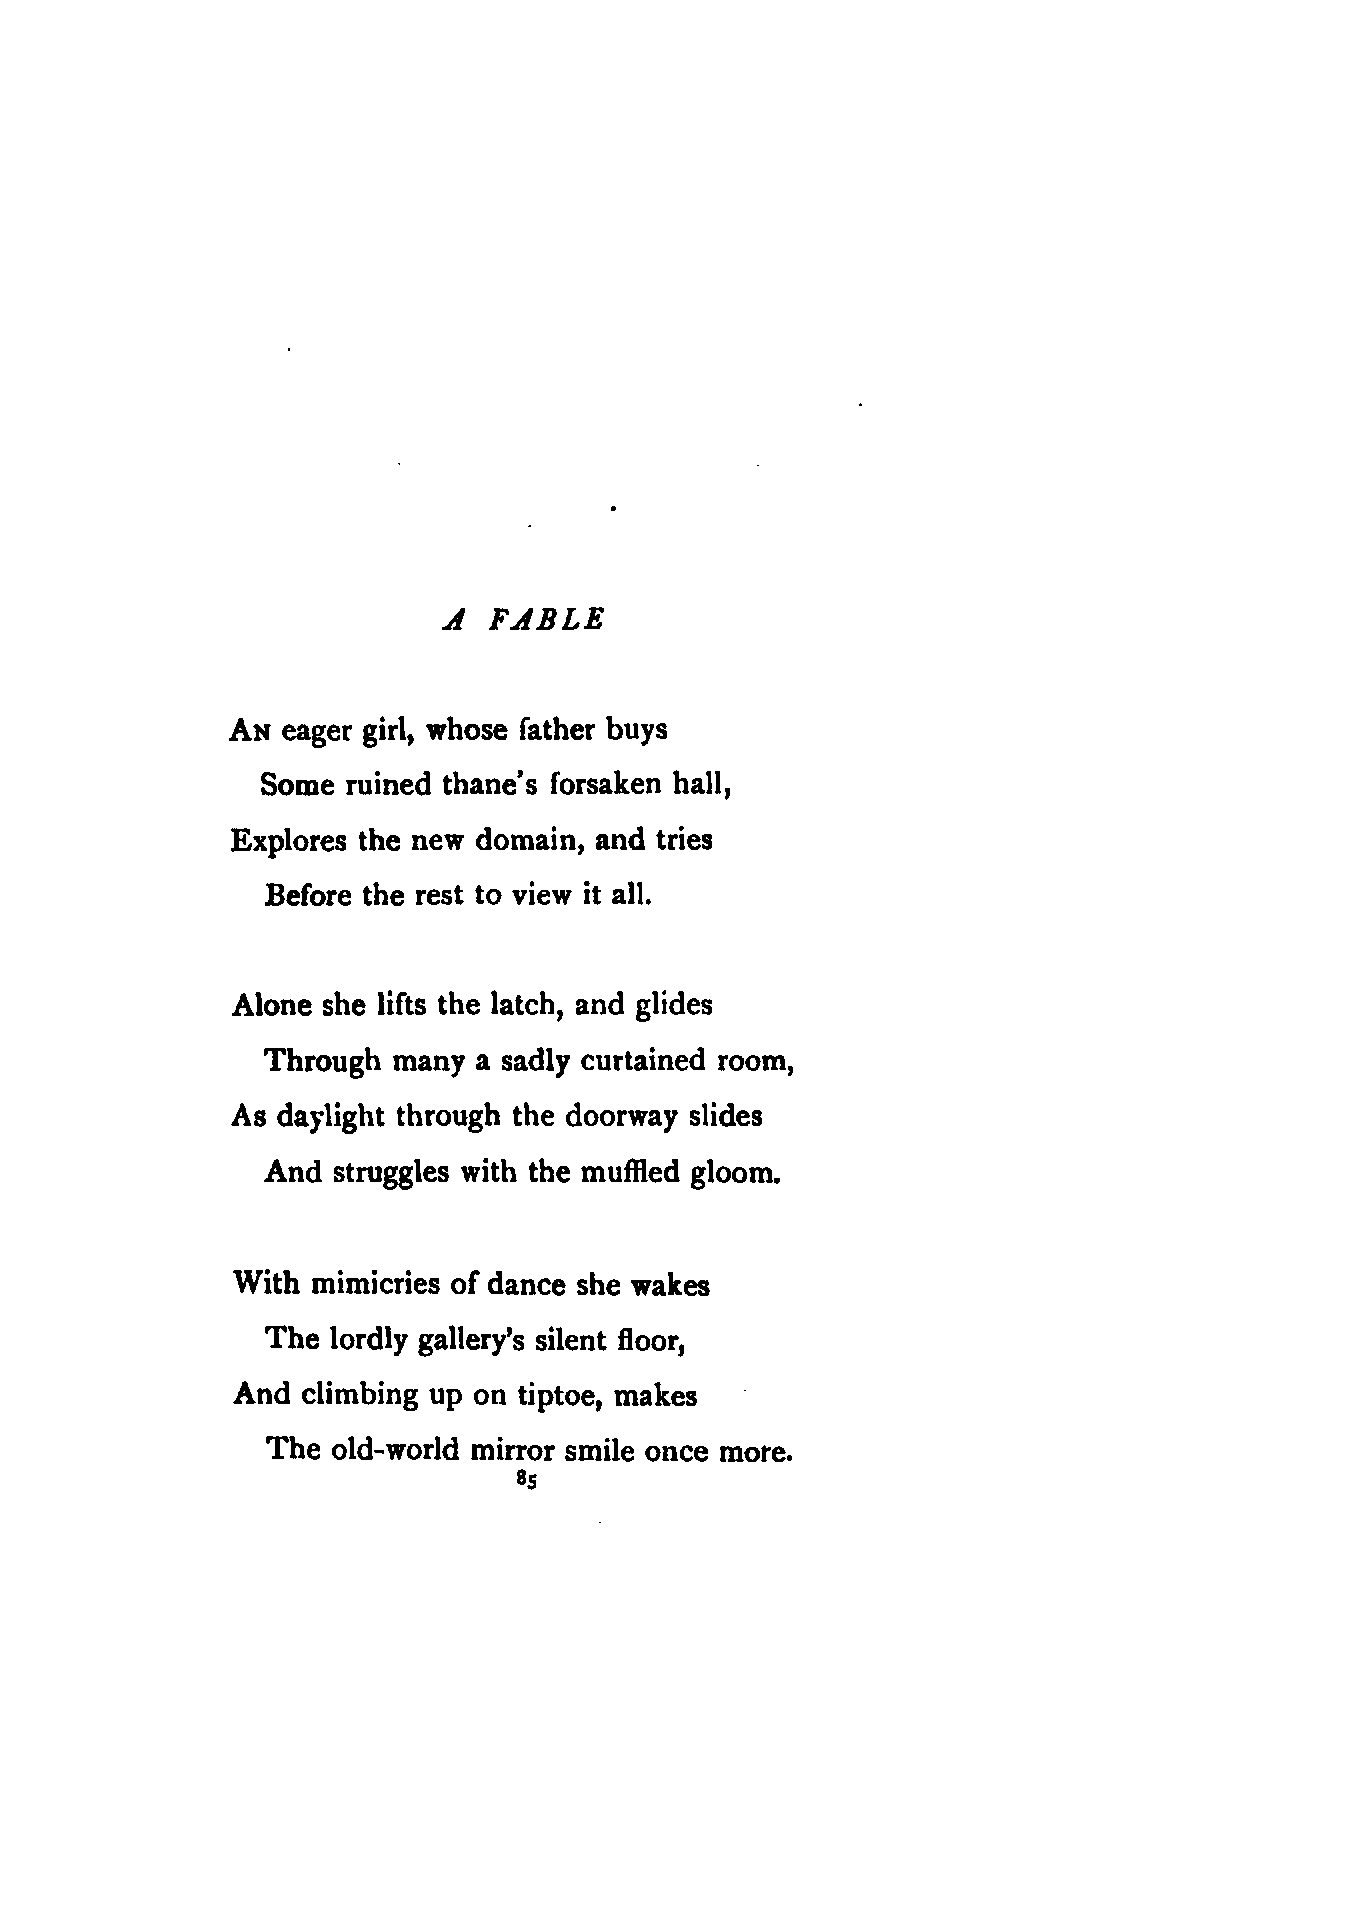 A FABLE
AN eager girl, whose father buys
Some ruined thane's forsaken hall,
Explores the new domain, and tries
Before the rest to view it all.
Alone she lifts the latch, and glides
Through many a sadly curtained room,
As daylight through the doorway slides
And struggles with the muffled gloom.
With mimicries of dance she wakes
The lordly gallery's silent floor,
And climbing up on tiptoe, makes
The old-world mirror smile once more.
85